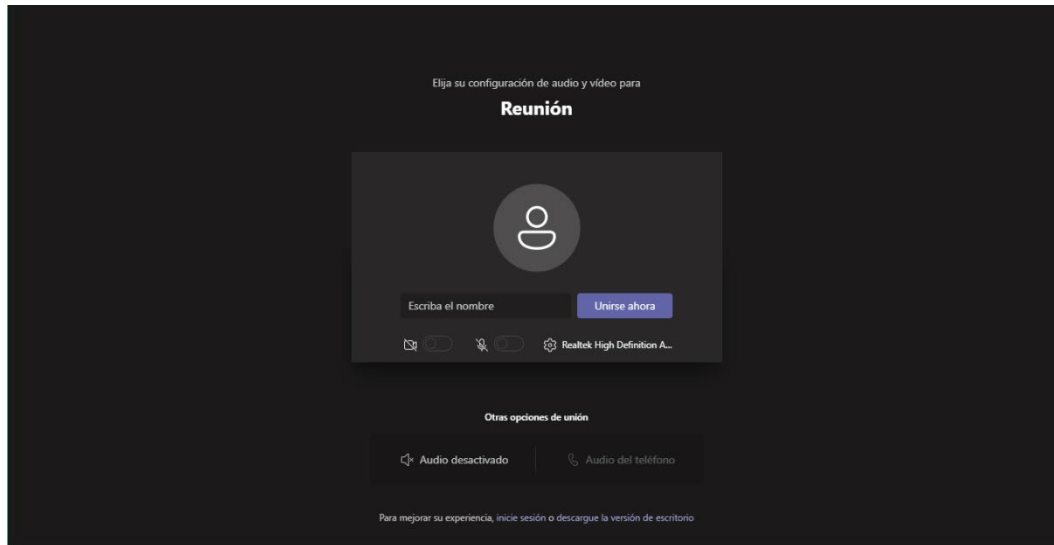 Elija su configuración de audio y vídeo para
Reunión
Escriba el nombre
Unirse ahora
Realtek High Definition A...
Otras opciones de unión
Audio desactivado
Audio del teléfono
Para mejorar su experiencia, inicie sesión o descargue la versión de escritorio